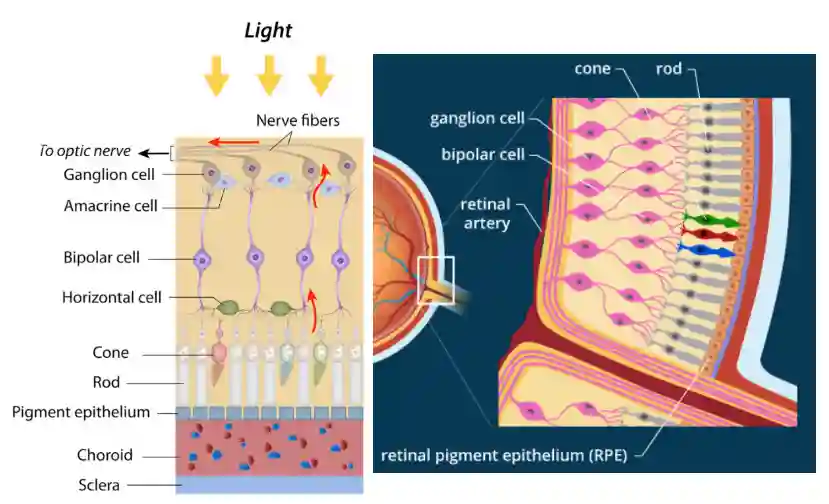 Light
Nerve fibers
To optic nerve
Ganglion cell
Amacrine cell
Bipolar cell
Horizontal cell
Cone
Rod
Pigment epithelium
Choroid
Sclera
cone
rod
ganglion cell
bipolar cell
retinal
artery
retinal pigment epithelium (RPE)